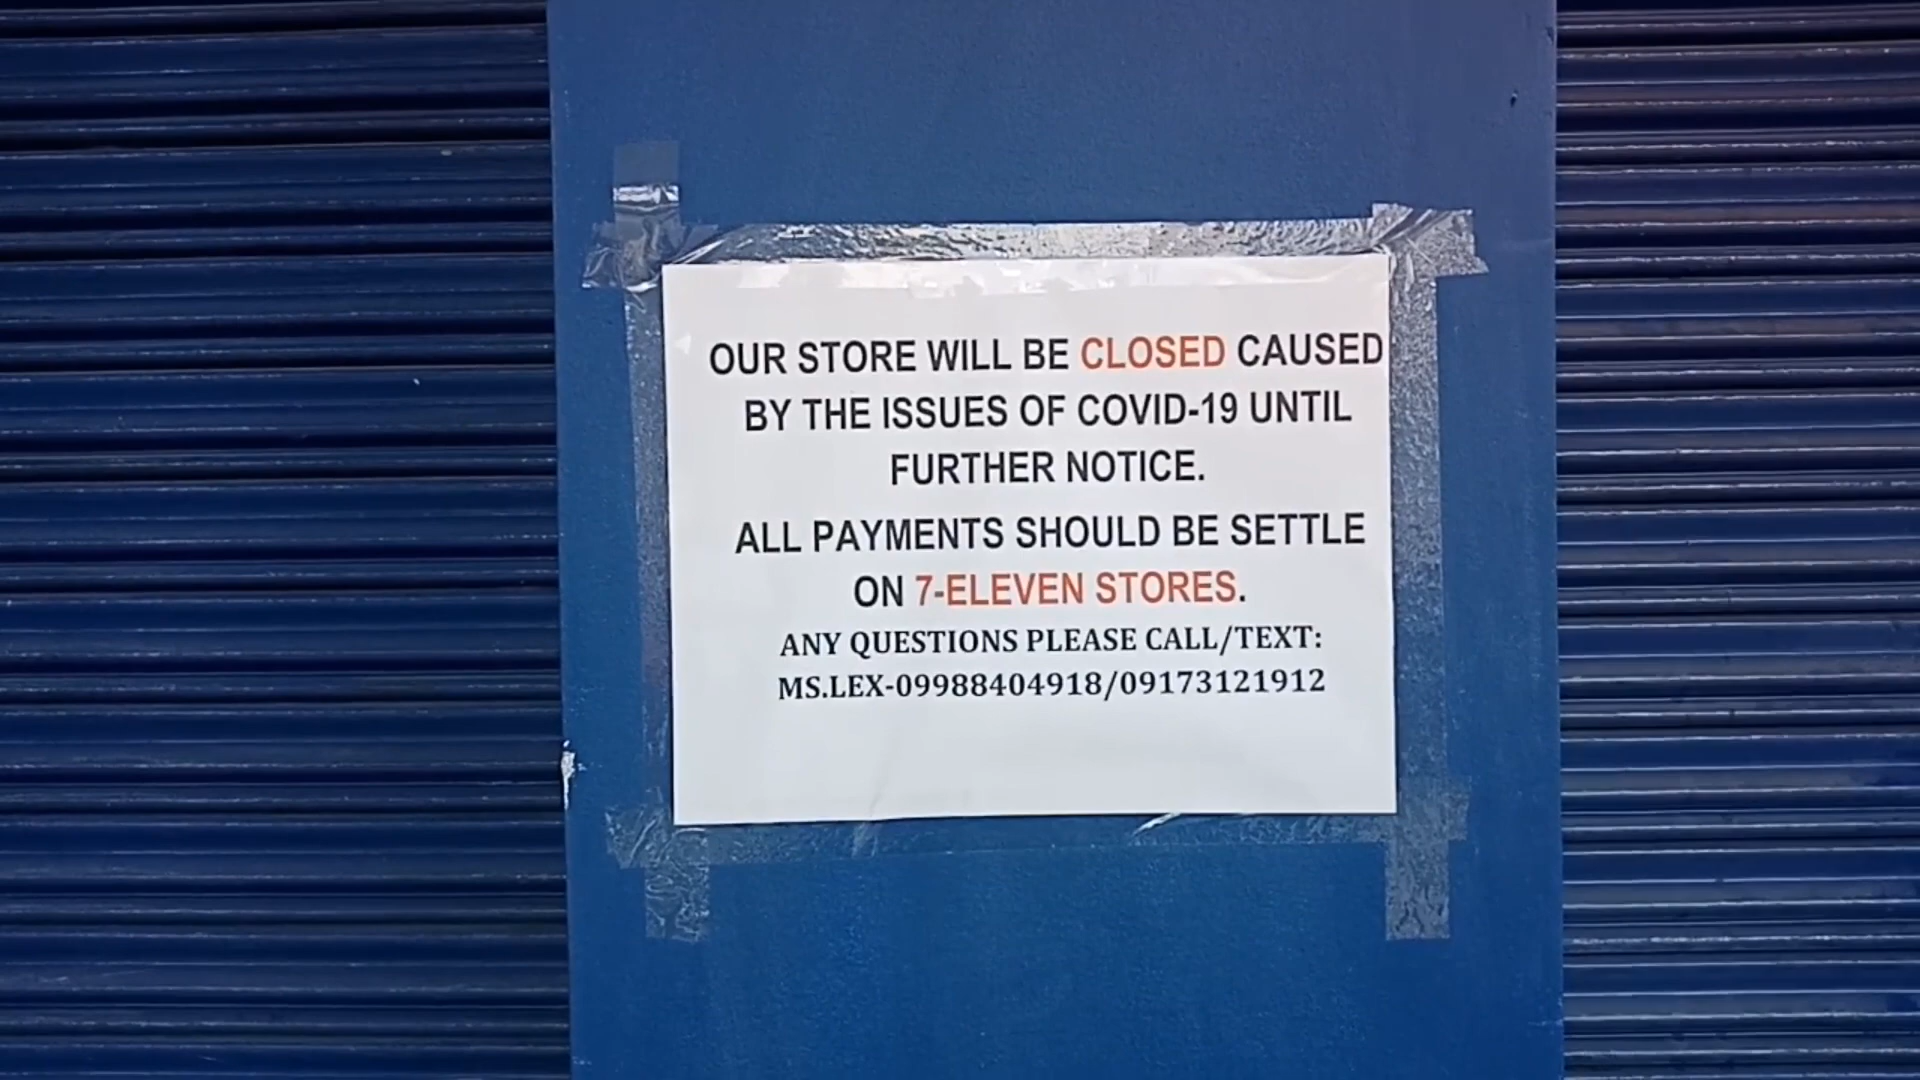 OUR STORE WILL BE CLOSED CAUSED
BY THE ISSUES OF COVID-19 UNTIL
FURTHER NOTICE.
ALL PAYMENTS SHOULD BE SETTLE
ON 7-ELEVEN STORES.
ANY QUESTIONS PLEASE CALL/TEXT:
MS.LEX-09988404918/09173121912